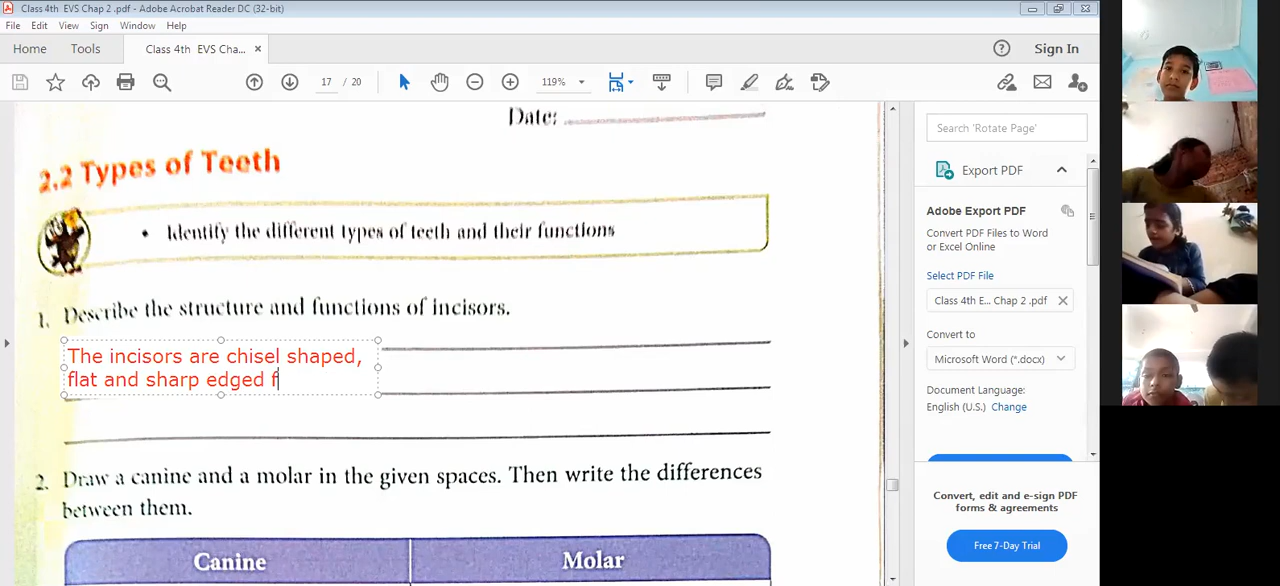 Class 4th EVS Chap 2 .pdf - Adobe Acrobat Reader DC (32-bit)
File Edit View Sign Window Help
Home Tools Class 4th EVS Cha... × Sign In
17 / 20 119%
Date:
2.2 Types of Teeth
• Identify the different types of teeth and their functions
1. Describe the structure and functions of incisors.
The incisors are chisel shaped,
flat and sharp edged f
2. Draw a canine and a molar in the given spaces. Then write the differences
between them.
Canine Molar
Search 'Rotate Page'
Export PDF
Adobe Export PDF
Convert PDF Files to Word
or Excel Online
Select PDF File
Class 4th E... Chap 2 .pdf
Convert to
Microsoft Word (*.docx)
Document Language:
English (U.S.) Change
Convert, edit and e-sign PDF
forms & agreements
Free 7-Day Trial